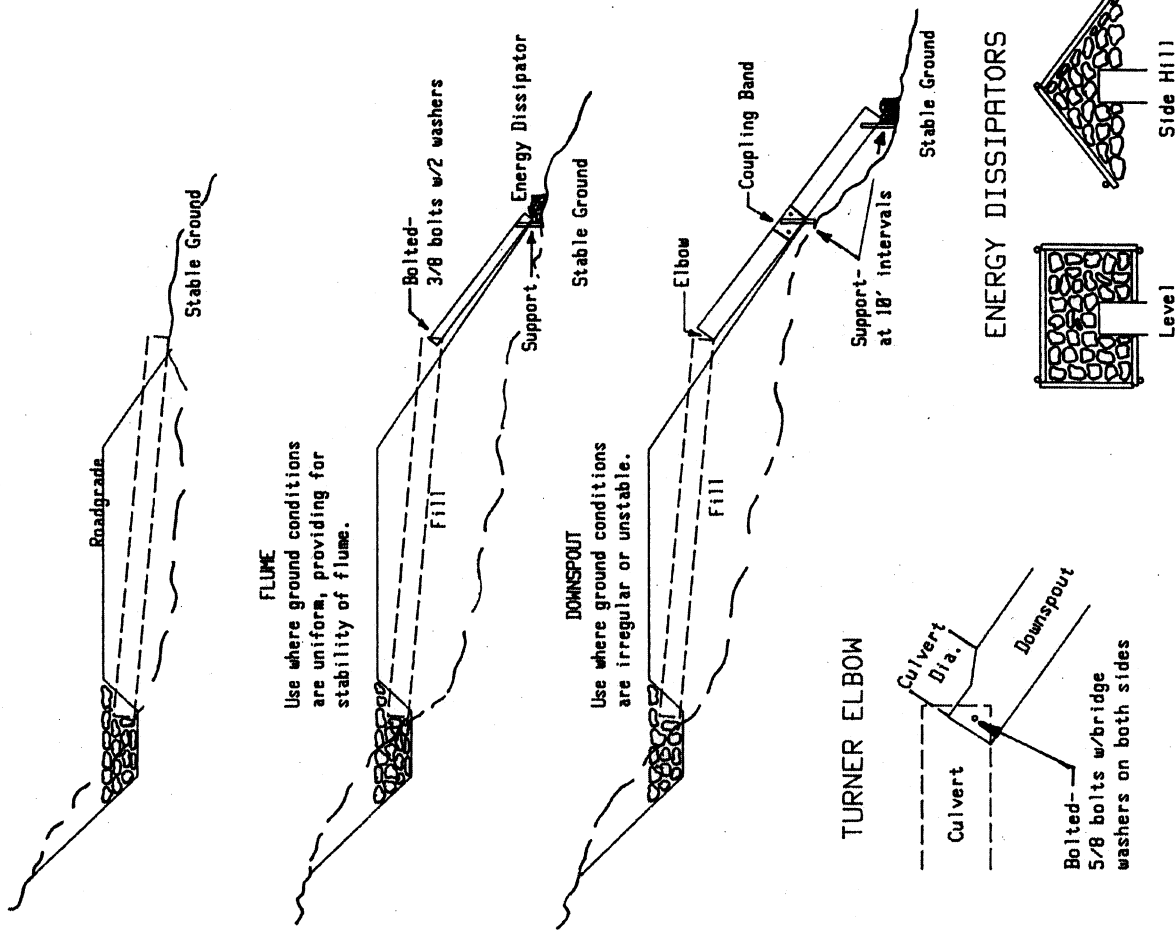 Roadgrade
Stable Ground
FLUME
Use where ground conditions
are uniform, providing for
stability of flume.
Bolted-
3/8 bolts w/2 washers
Fill
Energy Dissipator
Support
Stable Ground
DOWNSPOUT
Use where ground conditions
are irregular or unstable.
Elbow
Coupling Band
Fill
Support-
at 10' intervals
Stable Ground
TURNER ELBOW
Culvert
Dia.
Culvert
Downspout
Bolted-
5/8 bolts w/bridge
washers on both sides
ENERGY DISSIPATORS
Level
Side Hill